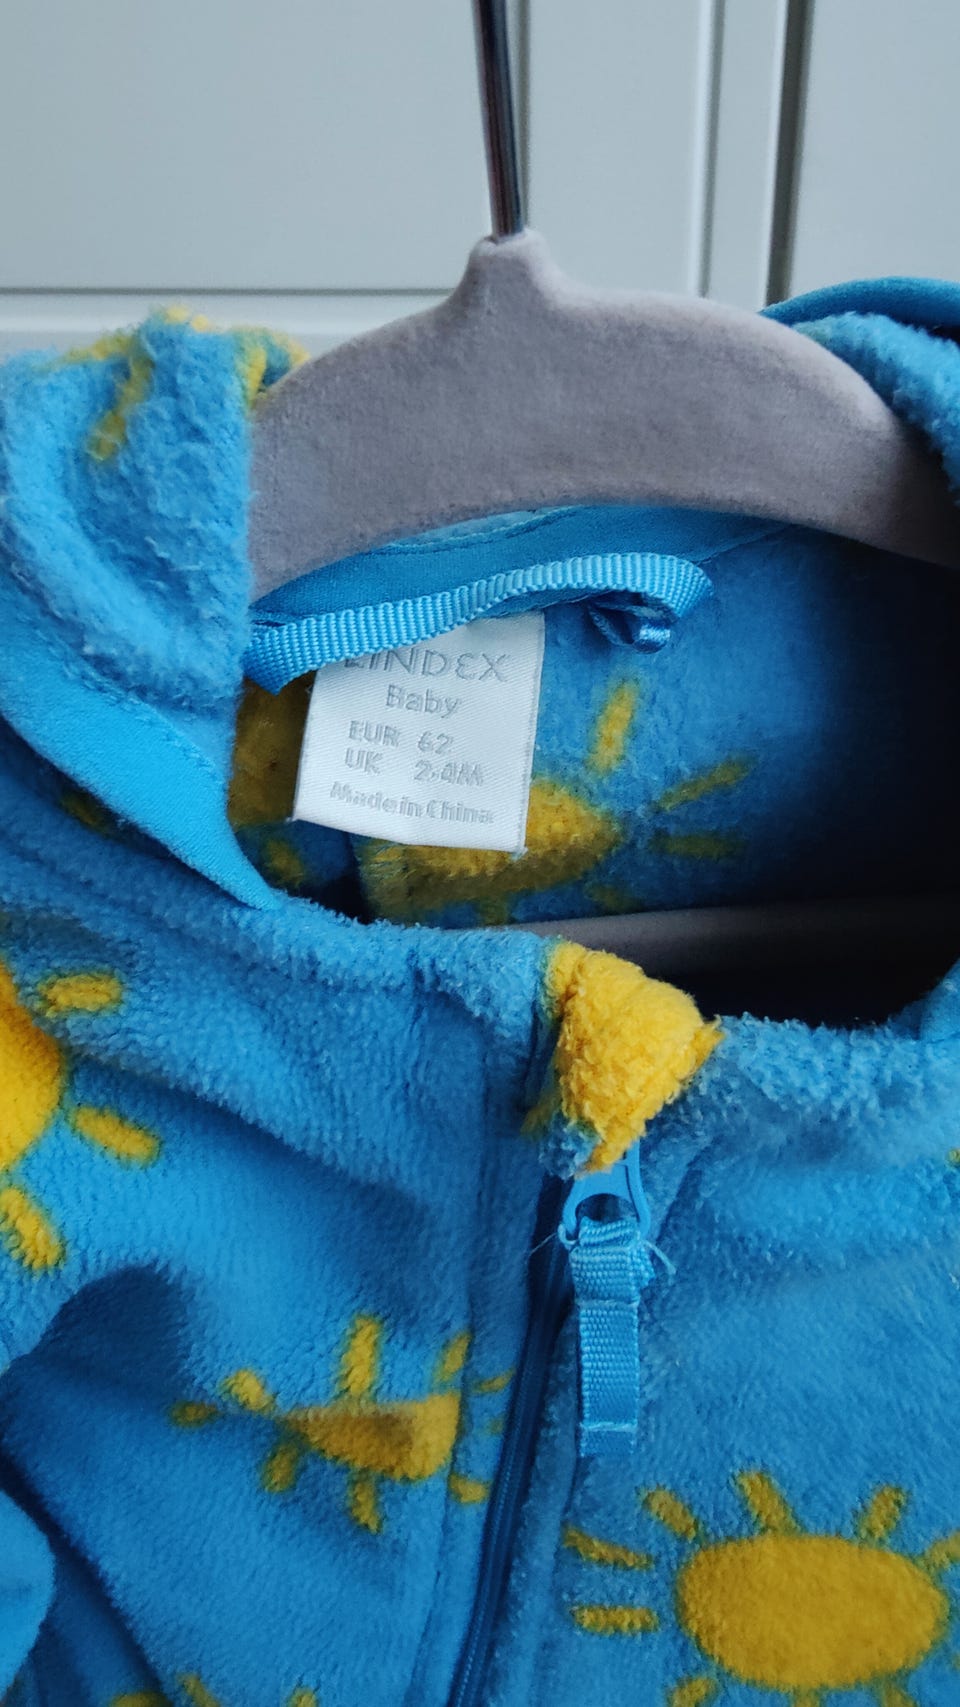 LINDEX
Baby
EUR 62
UK 2-4M
Made in China